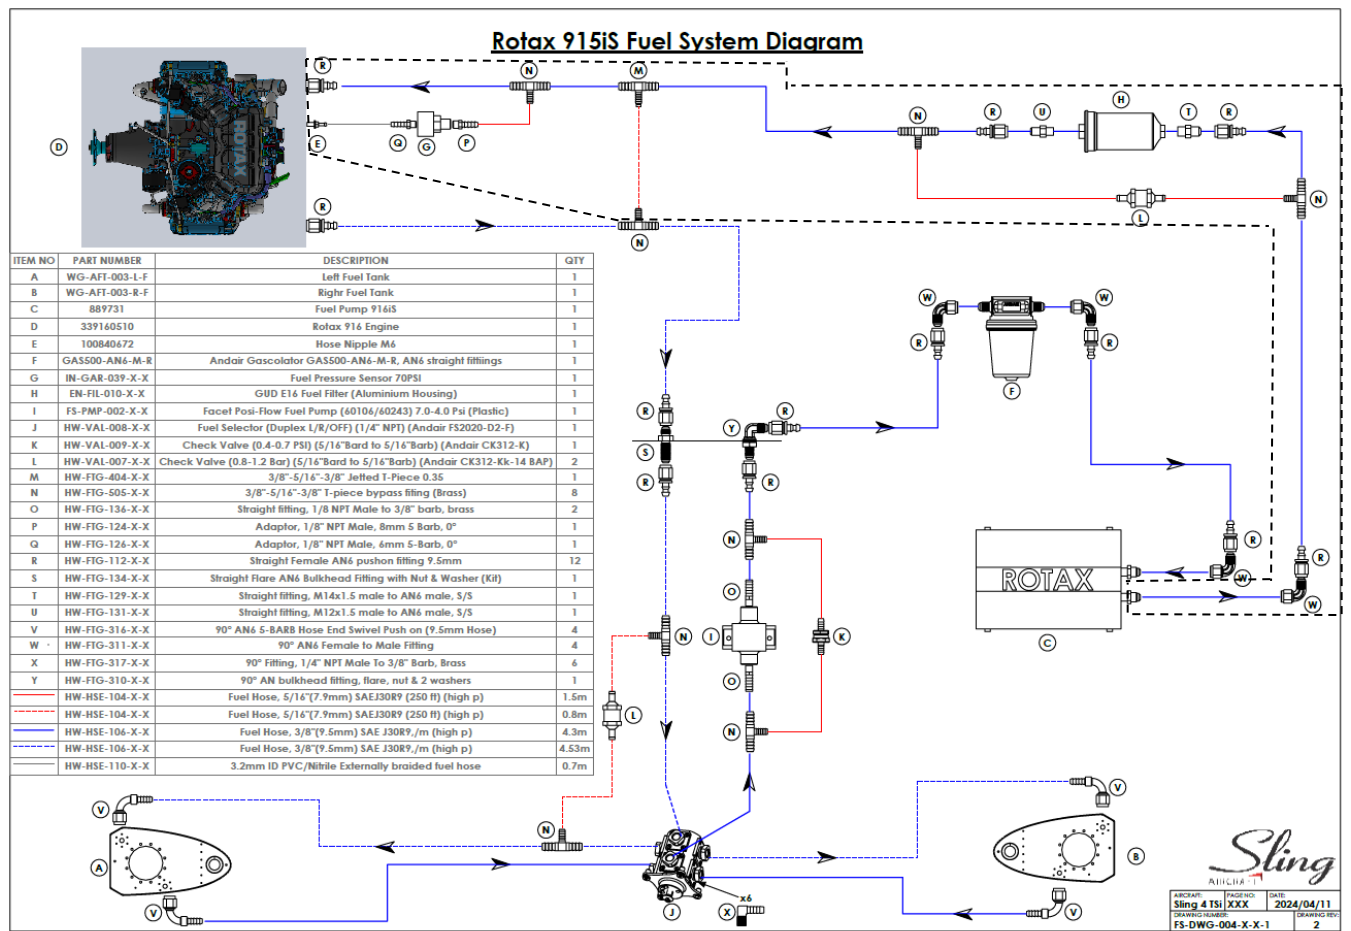 Rotax 915iS Fuel System Diagram
R
N
M
H
N
R
U
T
R
E
Q
G
P
D
L
N
R
N
ITEM NO PART NUMBER DESCRIPTION QTY
A WG-AFT-003-L-F Left Fuel Tank 1
B WG-AFT-003-R-F Righr Fuel Tank 1
C 889731 Fuel Pump 916iS 1
D 339160510 Rotax 916 Engine 1
E 100840672 Hose Nipple M6 1
F GAS500-AN6-M-R Andair Gascolator GAS500-AN6-M-R, AN6 straight fittiings 1
G IN-GAR-039-X-X Fuel Pressure Sensor 70PSI 1
H EN-FIL-010-X-X GUD E16 Fuel Filter (Aluminium Housing) 1
I FS-PMP-002-X-X Facet Posi-Flow Fuel Pump (60106/60243) 7.0-4.0 Psi (Plastic) 1
J HW-VAL-008-X-X Fuel Selector (Duplex L/R/OFF) (1/4" NPT) (Andair FS2020-D2-F) 1
K HW-VAL-009-X-X Check Valve (0.4-0.7 PSI) (5/16"Bard to 5/16"Barb) (Andair CK312-K) 1
L HW-VAL-007-X-X Check Valve (0.8-1.2 Bar) (5/16"Bard to 5/16"Barb) (Andair CK312-Kk-14 BAP) 2
M HW-FTG-404-X-X 3/8"-5/16"-3/8" Jetted T-Piece 0.35 1
N HW-FTG-505-X-X 3/8"-5/16"-3/8" T-piece bypass fiting (Brass) 8
O HW-FTG-136-X-X Straight fitting, 1/8 NPT Male to 3/8" barb, brass 2
P HW-FTG-124-X-X Adaptor, 1/8" NPT Male, 8mm 5 Barb, 0° 1
Q HW-FTG-126-X-X Adaptor, 1/8" NPT Male, 6mm 5-Barb, 0° 1
R HW-FTG-112-X-X Straight Female AN6 pushon fitting 9.5mm 12
S HW-FTG-134-X-X Straight Flare AN6 Bulkhead Fitting with Nut & Washer (Kit) 1
T HW-FTG-129-X-X Straight fitting, M14x1.5 male to AN6 male, S/S 1
U HW-FTG-131-X-X Straight fitting, M12x1.5 male to AN6 male, S/S 1
V HW-FTG-316-X-X 90° AN6 5-BARB Hose End Swivel Push on (9.5mm Hose) 4
W HW-FTG-311-X-X 90° AN6 Female to Male Fitting 4
X HW-FTG-317-X-X 90° Fitting, 1/4" NPT Male To 3/8" Barb, Brass 6
Y HW-FTG-310-X-X 90° AN bulkhead fitting, flare, nut & 2 washers 1
HW-HSE-104-X-X Fuel Hose, 5/16"(7.9mm) SAEJ30R9 (250 ft) (high p) 1.5m
HW-HSE-104-X-X Fuel Hose, 5/16"(7.9mm) SAEJ30R9 (250 ft) (high p) 0.8m
HW-HSE-106-X-X Fuel Hose, 3/8"(9.5mm) SAE J30R9,/m (high p) 4.3m
HW-HSE-106-X-X Fuel Hose, 3/8"(9.5mm) SAE J30R9,/m (high p) 4.53m
HW-HSE-110-X-X 3.2mm ID PVC/Nitrile Externally braided fuel hose 0.7m
W
W
R
R
F
R
Y
R
S
R
R
N
R
W
R
W
ROTAX
C
O
I
K
N
O
L
N
V
V
N
A
B
V
J
X
x6
V
Sling
AIRCRAFT
AIRCRAFT: PAGE NO: DATE:
Sling 4 TSi XXX 2024/04/11
DRAWING NUMBER: DRAWING REV:
FS-DWG-004-X-X-1 2
ROTAX